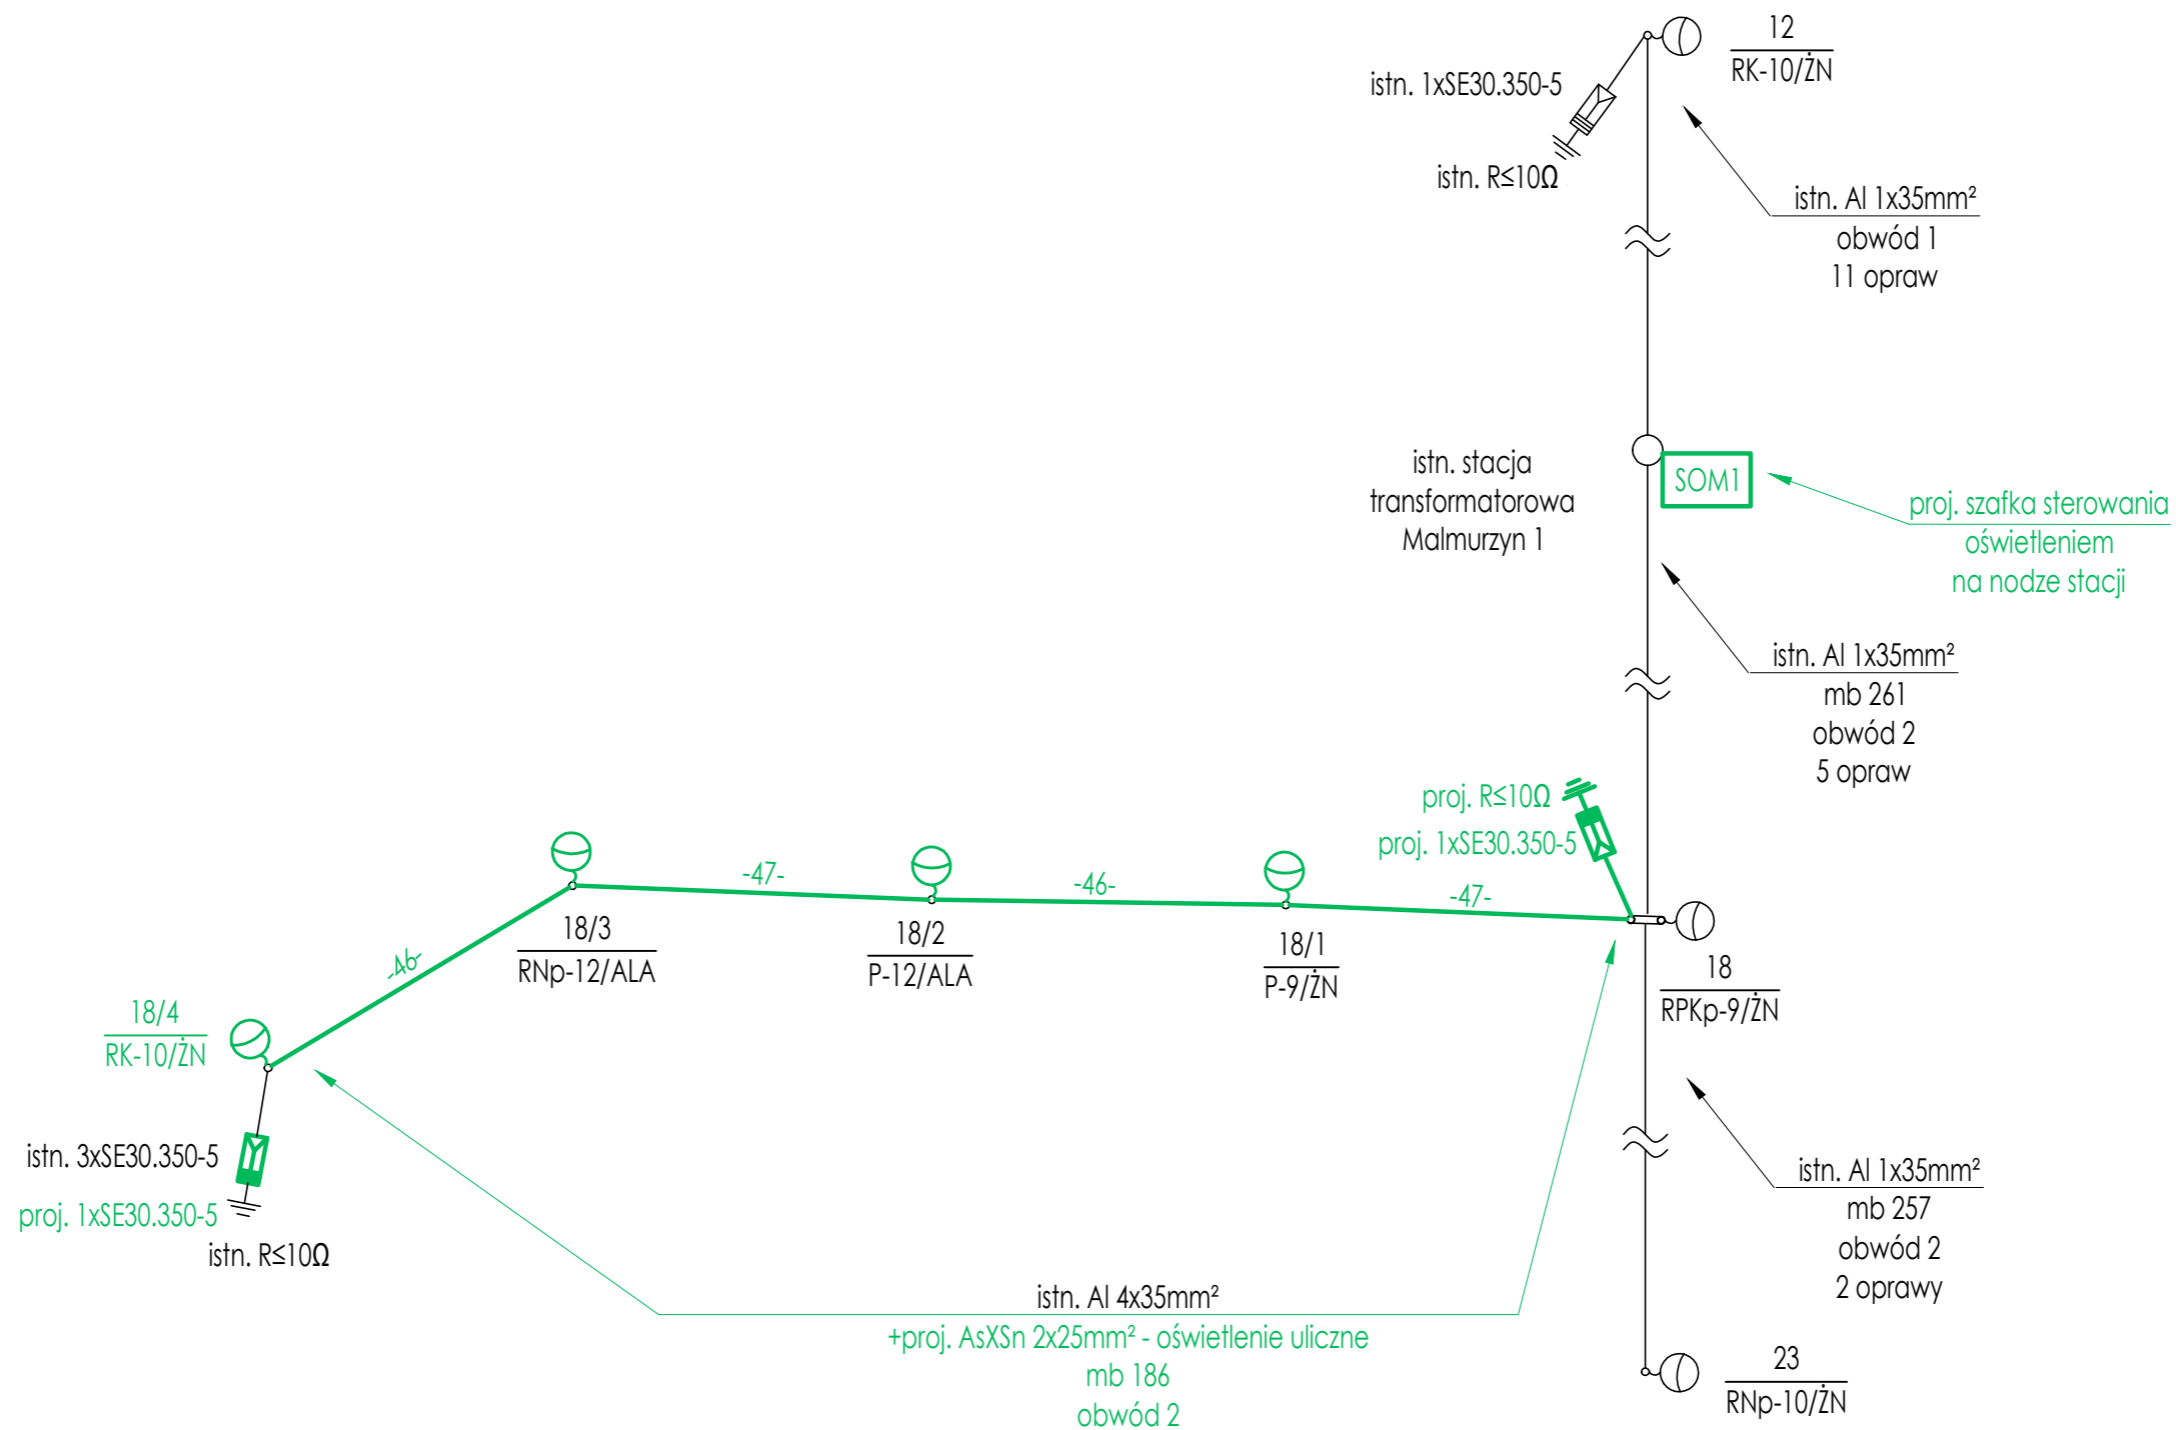 12
RK-10/ŻN
istn. 1xSE30.350-5
istn. R≤10Ω
istn. Al 1x35mm²
obwód 1
11 opraw
istn. stacja
transformatorowa
Malmurzyn 1
SOM1
proj. szafka sterowania
oświetleniem
na nodze stacji
istn. Al 1x35mm²
mb 261
obwód 2
5 opraw
proj. R≤10Ω
proj. 1xSE30.350-5
-47-
-46-
-47-
-46-
18/3
RNp-12/ALA
18/2
P-12/ALA
18/1
P-9/ŻN
18
RPKp-9/ŻN
18/4
RK-10/ŻN
istn. 3xSE30.350-5
proj. 1xSE30.350-5
istn. R≤10Ω
istn. Al 1x35mm²
mb 257
obwód 2
2 oprawy
istn. Al 4x35mm²
+proj. AsXSn 2x25mm² - oświetlenie uliczne
mb 186
obwód 2
23
RNp-10/ŻN